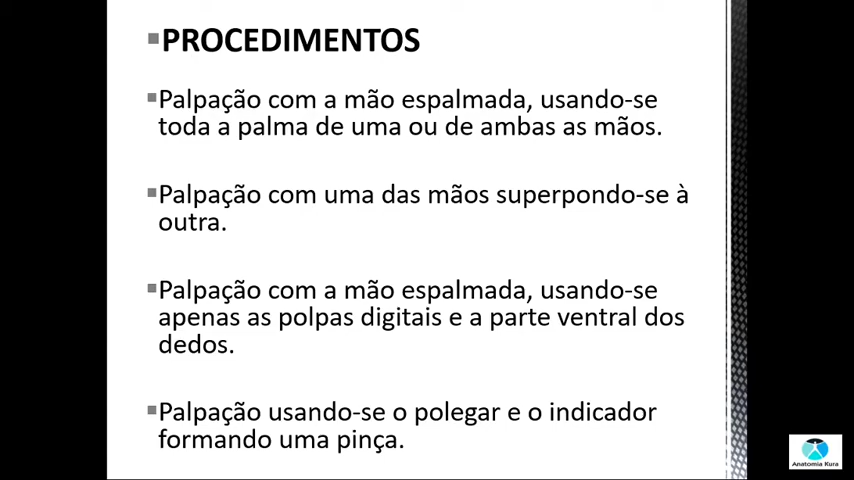 PROCEDIMENTOS
Palpação com a mão espalmada, usando-se
toda a palma de uma ou de ambas as mãos.
Palpação com uma das mãos superpondo-se à
outra.
Palpação com a mão espalmada, usando-se
apenas as polpas digitais e a parte ventral dos
dedos.
Palpação usando-se o polegar e o indicador
formando uma pinça.
Anatomia Kura